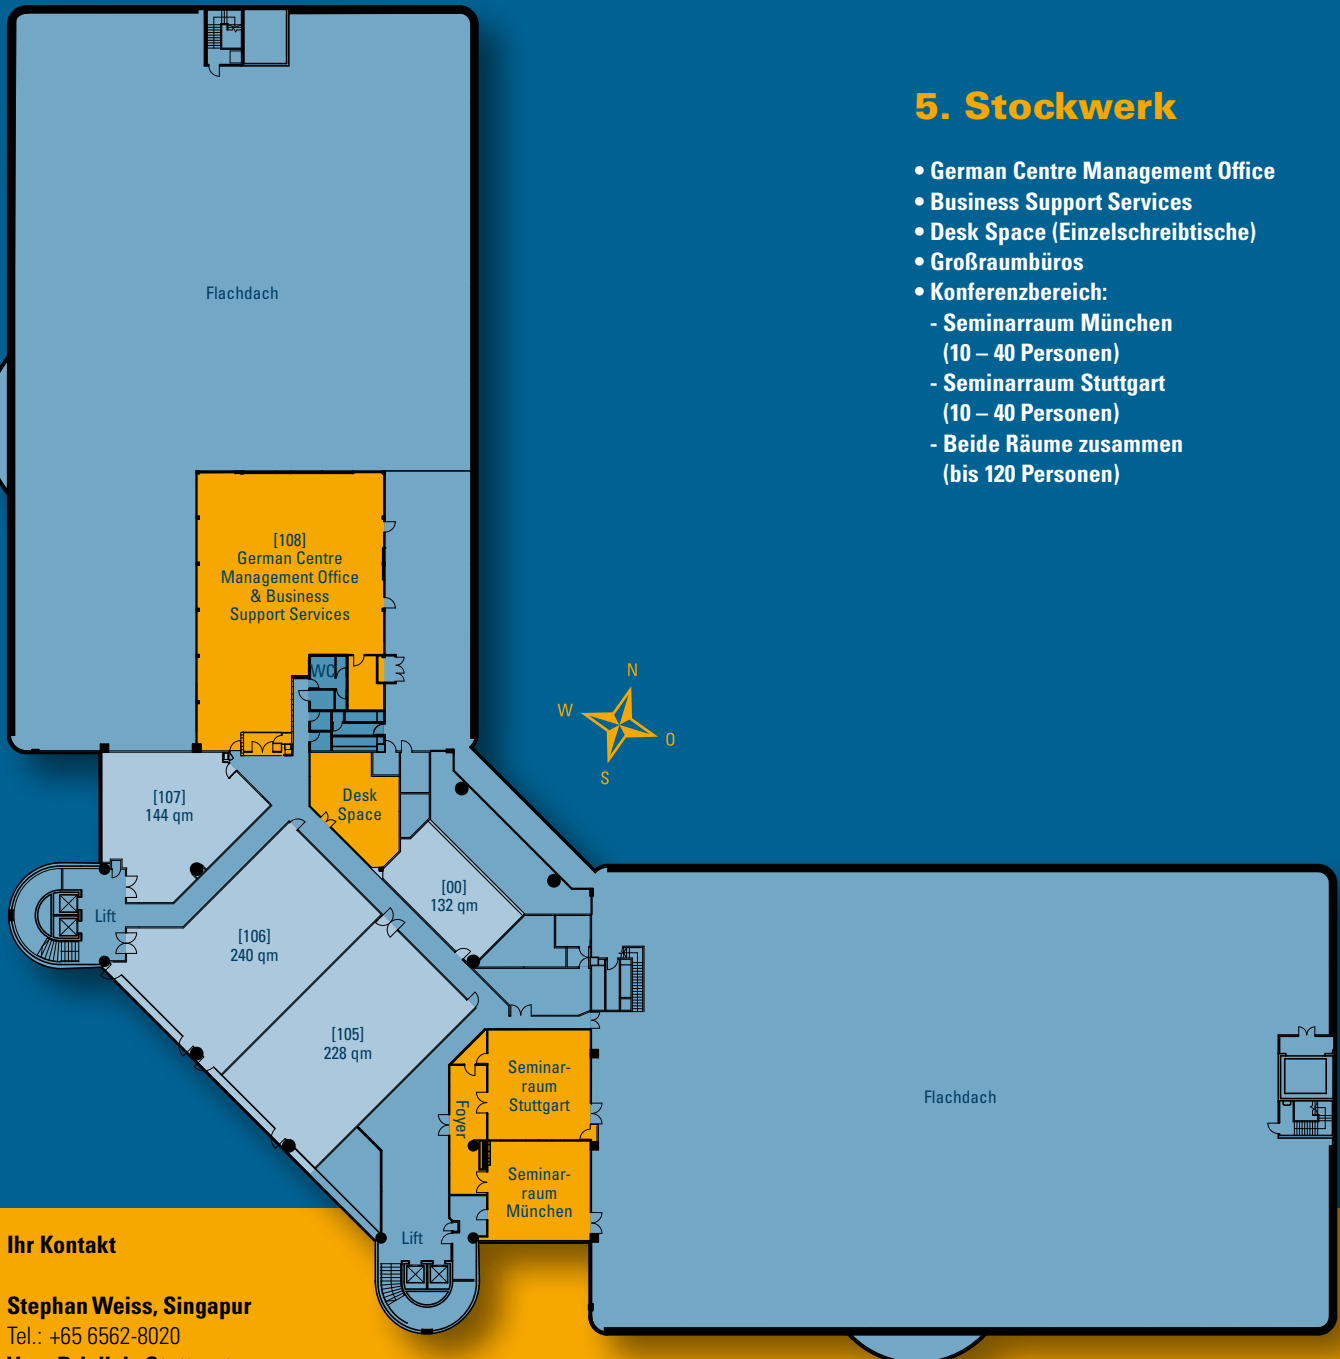 5. Stockwerk
• German Centre Management Office
• Business Support Services
• Desk Space (Einzelschreibtische)
• Großraumbüros
• Konferenzbereich:
- Seminarraum München
(10 – 40 Personen)
- Seminarraum Stuttgart
(10 – 40 Personen)
- Beide Räume zusammen
(bis 120 Personen)
Flachdach
[108]
German Centre
Management Office
& Business
Support Services
WC
N
W
O
S
[107]
144 qm
Desk
Space
[00]
132 qm
Lift
[106]
240 qm
[105]
228 qm
Seminar-
raum
Stuttgart
Foyer
Seminar-
raum
München
Flachdach
Lift
Ihr Kontakt
Stephan Weiss, Singapur
Tel.: +65 6562-8020